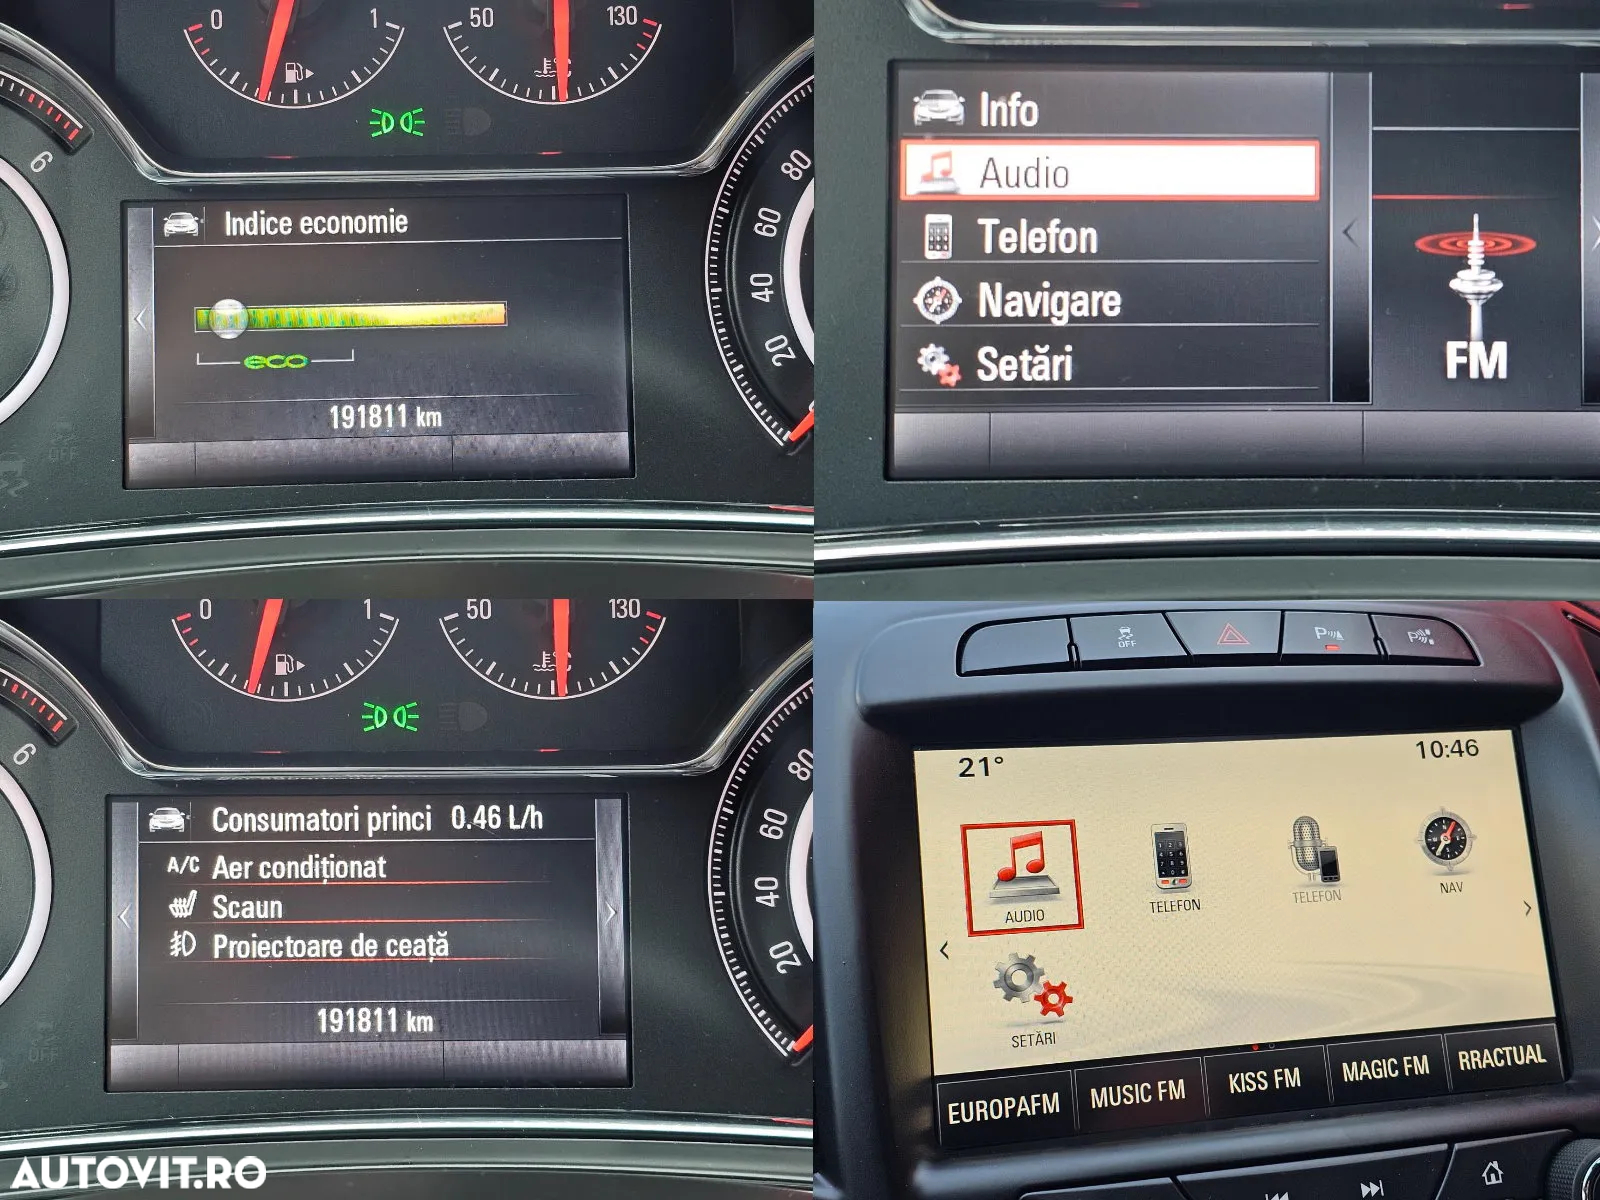 0 1 50 130
6
Indice economie
eco
191811 km
80
60
40
20
OFF
Info
Audio
Telefon
Navigare
Setări
FM
0 1 50 130
6
Consumatori princi 0.46 L/h
A/C Aer condiționat
Scaun
Proiectoare de ceață
191811 km
80
60
40
20
OFF
OFF
P P
21° 10:46
AUDIO TELEFON TELEFON NAV
SETĂRI
EUROPAFM MUSIC FM KISS FM MAGIC FM RRACTUAL
AUTOVIT.RO